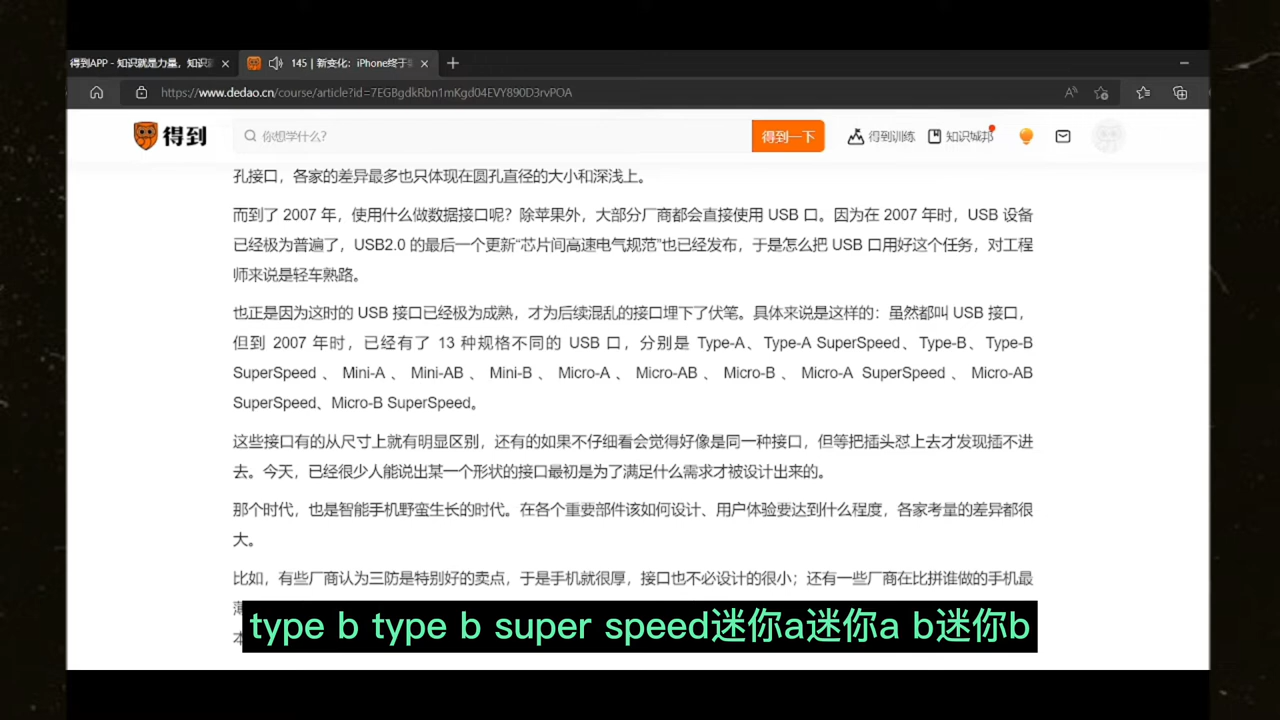 得到APP - 知识就是力量，知识
145 | 新变化：iPhone终于
https://www.dedao.cn/course/article?id=7EGBgdkRbn1mKgd04EVY890D3rvPOA
得到
你想学什么?
得到一下
得到训练
知识城邦
孔接口，各家的差异最多也只体现在圆孔直径的大小和深浅上。
而到了 2007 年，使用什么做数据接口呢？除苹果外，大部分厂商都会直接使用 USB 口。因为在 2007 年时，USB 设备
已经极为普遍了，USB2.0 的最后一个更新“芯片间高速电气规范”也已经发布，于是怎么把 USB 口用好这个任务，对工程
师来说是轻车熟路。
也正是因为这时的 USB 接口已经极为成熟，才为后续混乱的接口埋下了伏笔。具体来说是这样的：虽然都叫 USB 接口，
但到 2007 年时，已经有了 13 种规格不同的 USB 口，分别是 Type-A、Type-A SuperSpeed、Type-B、Type-B
SuperSpeed 、 Mini-A 、 Mini-AB 、 Mini-B 、 Micro-A 、 Micro-AB 、 Micro-B 、 Micro-A SuperSpeed 、 Micro-AB
SuperSpeed、Micro-B SuperSpeed。
这些接口有的从尺寸上就有明显区别，还有的如果不仔细看会觉得好像是同一种接口，但等把插头怼上去才发现插不进
去。今天，已经很少人能说出某一个形状的接口最初是为了满足什么需求才被设计出来的。
那个时代，也是智能手机野蛮生长的时代。在各个重要部件该如何设计、用户体验要达到什么程度，各家考量的差异都很
大。
比如，有些厂商认为三防是特别好的卖点，于是手机就很厚，接口也不必设计的很小；还有一些厂商在比拼谁做的手机最
type b type b super speed迷你a迷你a b迷你b